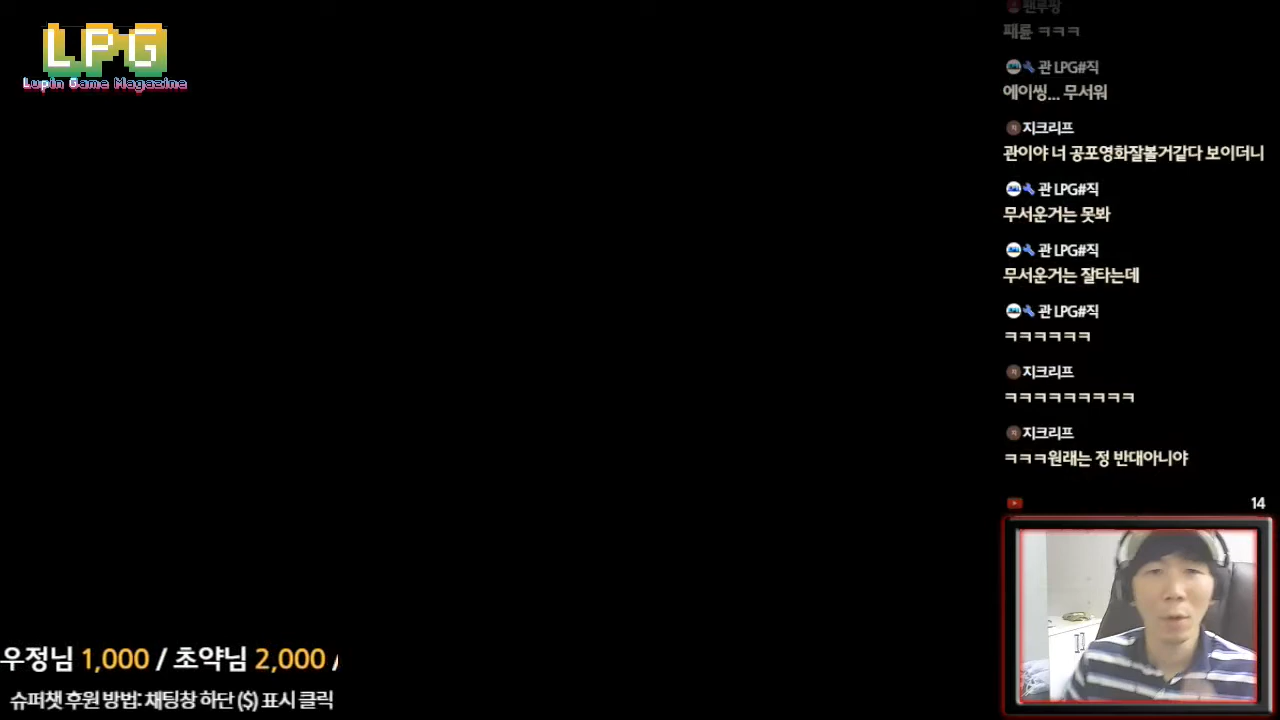 LPG
Lupin Game Magazine
팬루팡
패륜 ㅋㅋㅋ
관 LPG#직
에이씽... 무서워
지크리프
관이야 너 공포영화잘볼거같다 보이더니
관 LPG#직
무서운거는 못봐
관 LPG#직
무서운거는 잘타는데
관 LPG#직
ㅋㅋㅋㅋㅋㅋ
지크리프
ㅋㅋㅋㅋㅋㅋㅋㅋㅋ
지크리프
ㅋㅋㅋ원래는 정 반대아니야
14
우정님 1,000 / 초약님 2,000 /
슈퍼챗 후원 방법: 채팅창 하단 ($) 표시 클릭